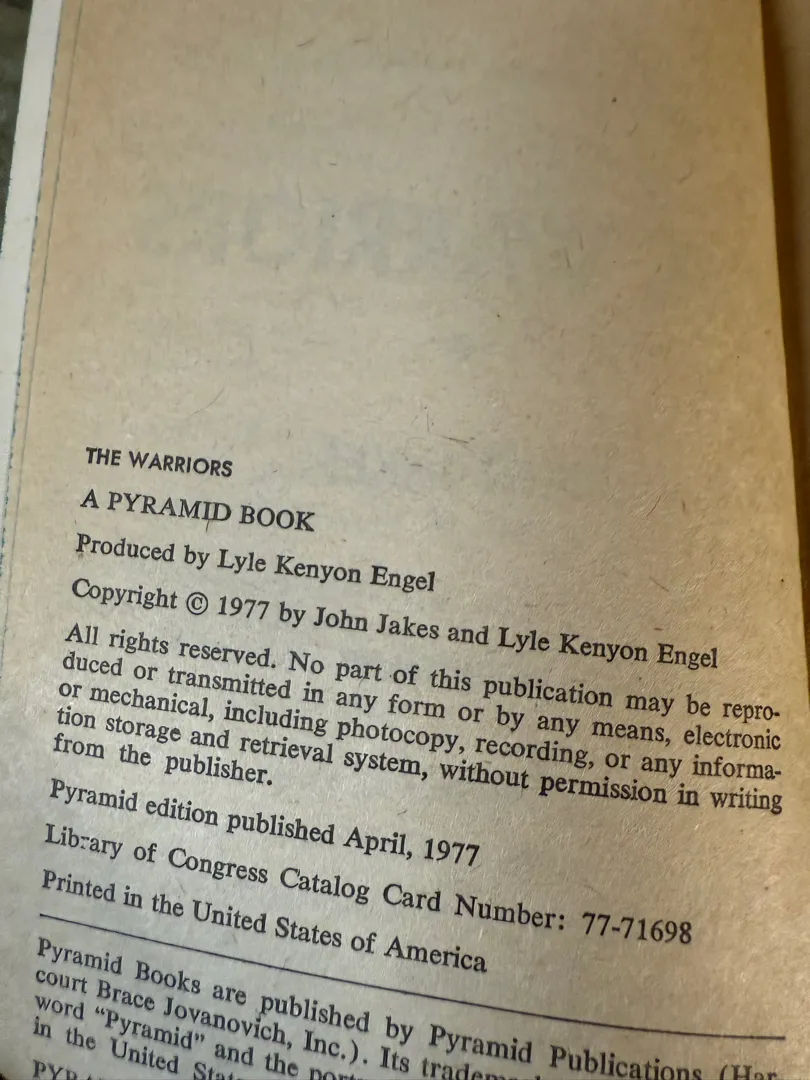 THE WARRIORS
A PYRAMID BOOK
Produced by Lyle Kenyon Engel
Copyright © 1977 by John Jakes and Lyle Kenyon Engel
All rights reserved. No part of this publication may be repro-
duced or transmitted in any form or by any means, electronic
or mechanical, including photocopy, recording, or any informa-
tion storage and retrieval system, without permission in writing
from the publisher.
Pyramid edition published April, 1977
Library of Congress Catalog Card Number: 77-71698
Printed in the United States of America
Pyramid Books are published by Pyramid Publications (Har-
court Brace Jovanovich, Inc.). Its
word "Pyramid" and the
in the United